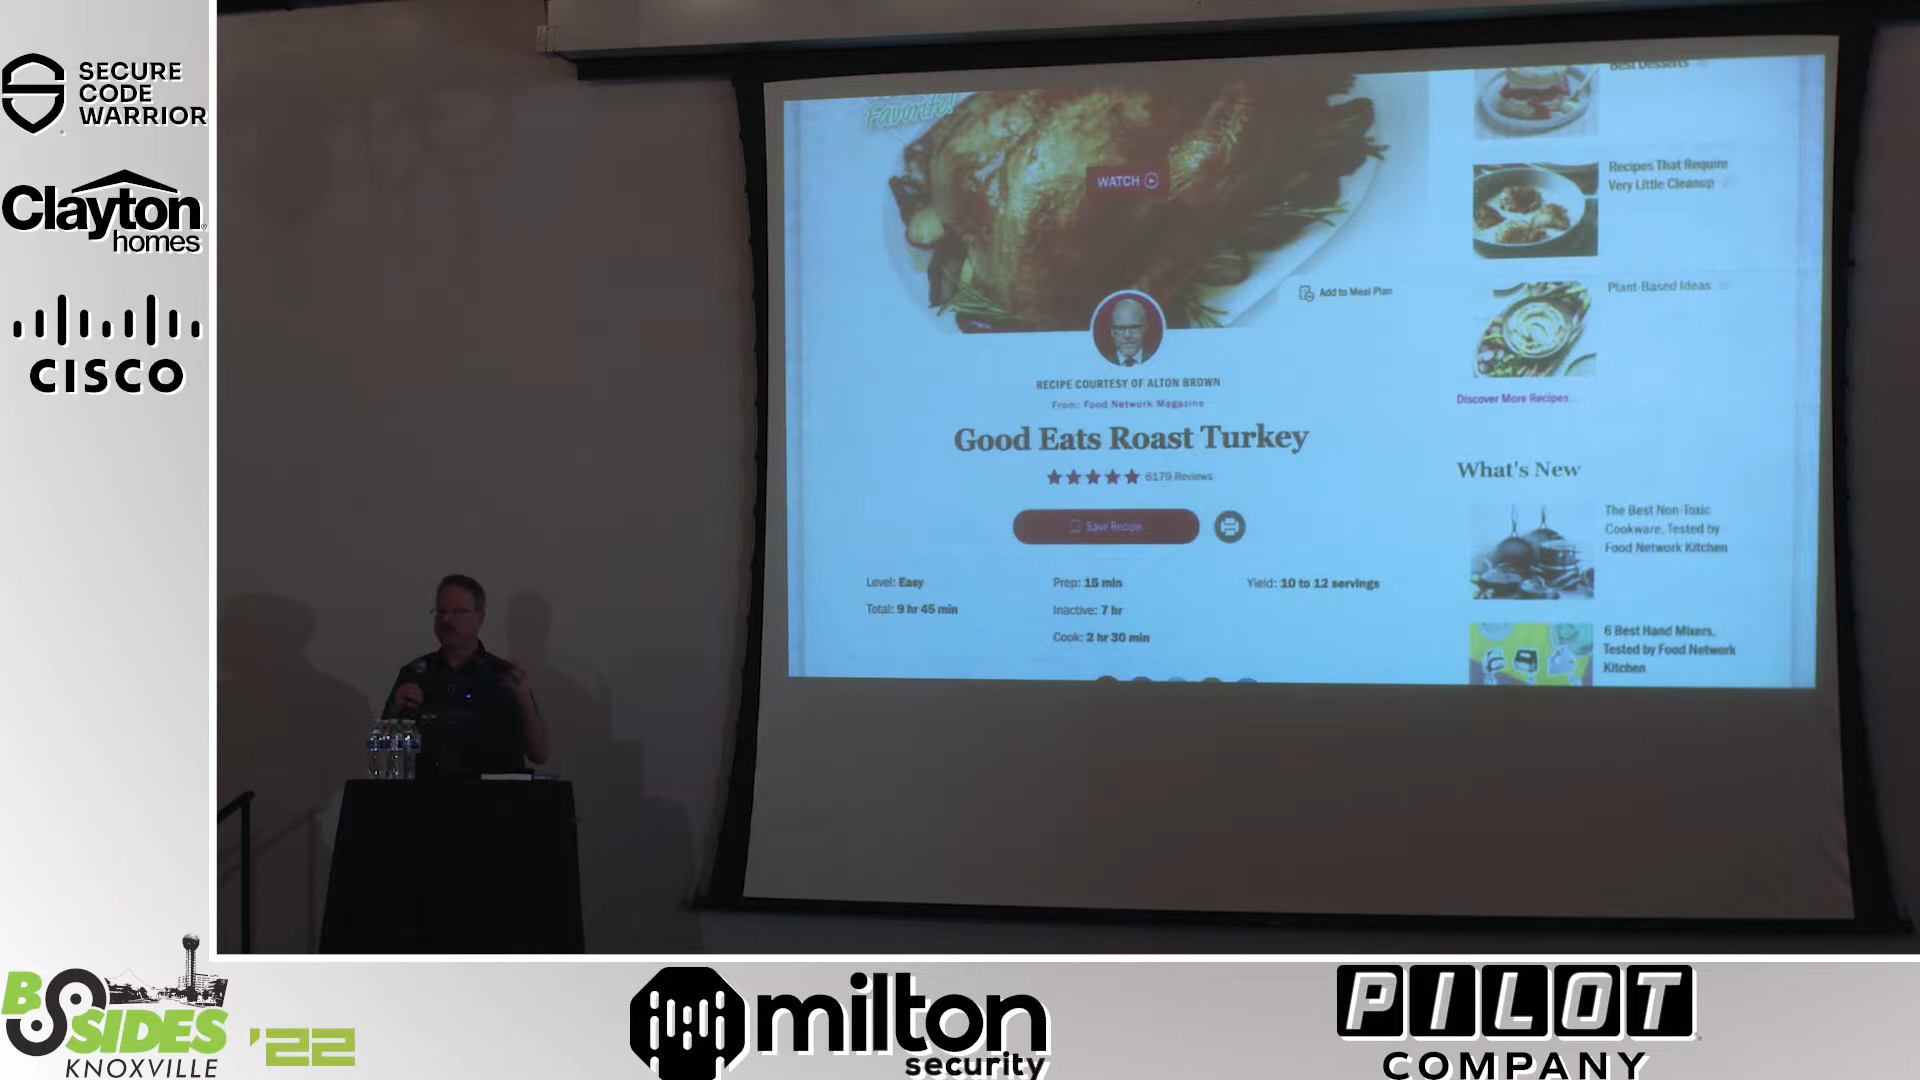 SECURE
CODE
WARRIOR
Clayton
homes
CISCO
Favorite!
WATCH
Add to Meal Plan
RECIPE COURTESY OF ALTON BROWN
From: Food Network Magazine
Good Eats Roast Turkey
6179 Reviews
Save Recipe
Level: Easy
Total: 9 hr 45 min
Prep: 15 min
Inactive: 7 hr
Cook: 2 hr 30 min
Yield: 10 to 12 servings
Best Desserts
Recipes That Require
Very Little Cleanup
Plant-Based Ideas
Discover More Recipes
What's New
The Best Non-Toxic
Cookware, Tested by
Food Network Kitchen
6 Best Hand Mixers,
Tested by Food Network
Kitchen
BSIDES
KNOXVILLE
'22
milton
security
PILOT
COMPANY